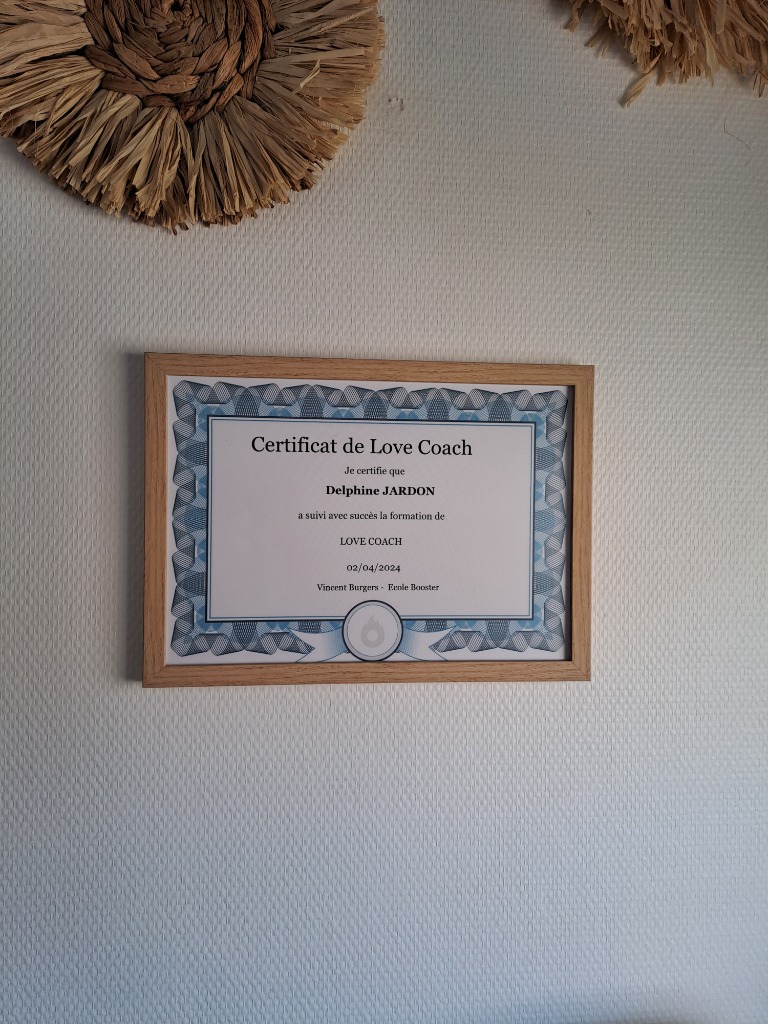 Certificat de Love Coach
Je certifie que
Delphine JARDON
a suivi avec succès la formation de
LOVE COACH
02/04/2024
Vincent Burgers - Ecole Booster